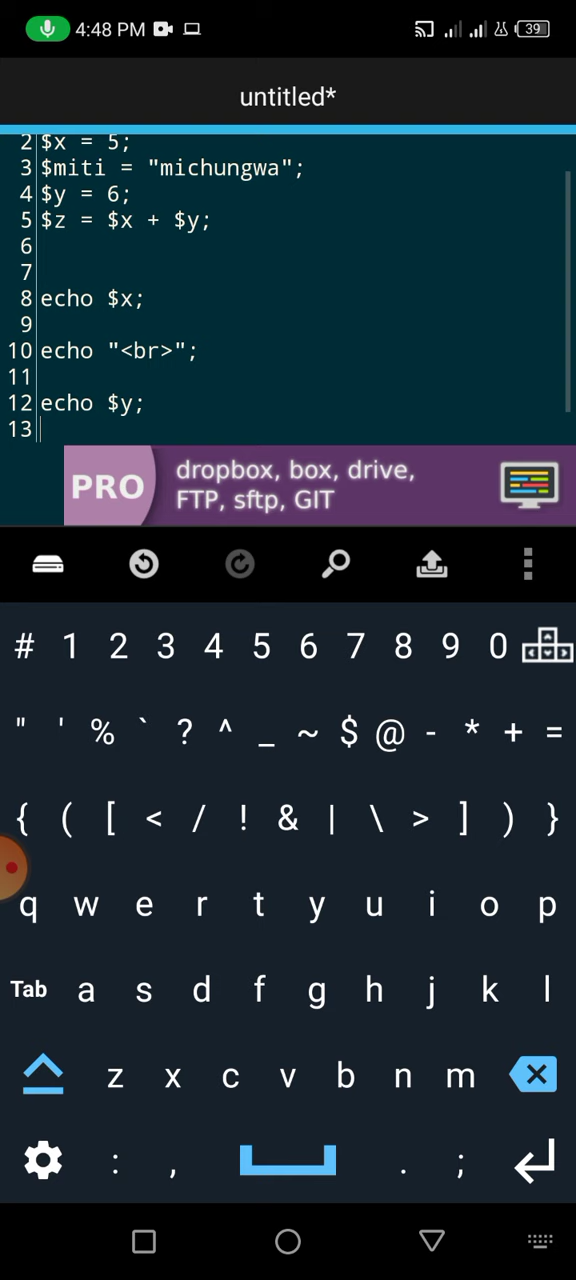 4:48 PM
39
untitled*
2 $x = 5;
3 $miti = "michungwa";
4 $y = 6;
5 $z = $x + $y;
6
7
8 echo $x;
9
10 echo "<br>";
11
12 echo $y;
13
PRO
dropbox, box, drive,
FTP, sftp, GIT
# 1 2 3 4 5 6 7 8 9 0
" ' % ` ? ^ _ ~ $ @ - * + =
{ ( [ < / ! & | \ > ] ) }
q w e r t y u i o p
Tab a s d f g h j k l
z x c v b n m
: , . ;